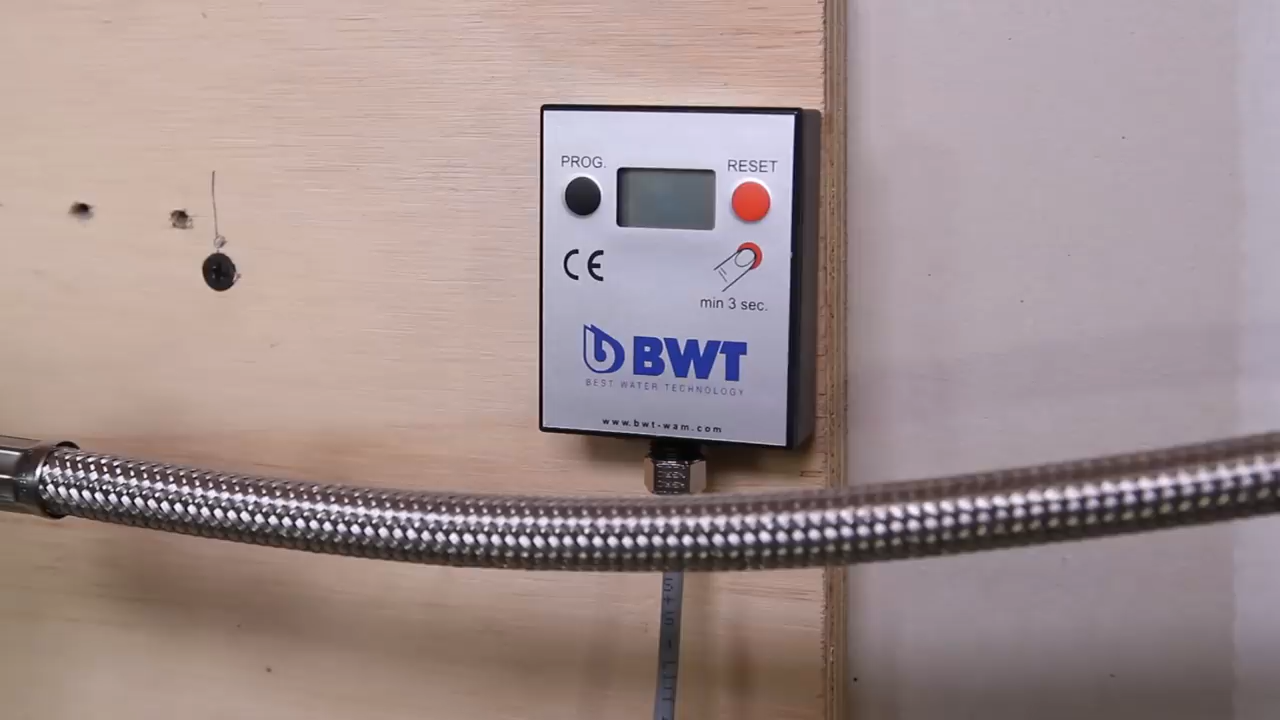 PROG.
RESET
CE
min 3 sec.
BWT
BEST WATER TECHNOLOGY
www.bwt-wam.com